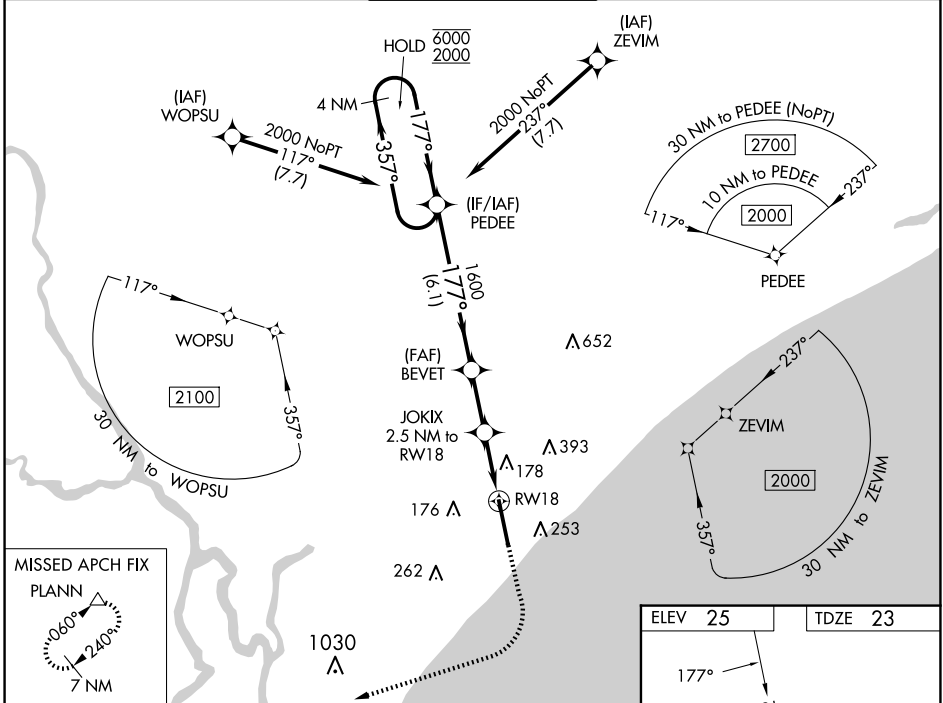 (IAF)
ZEVIM
HOLD 6000
2000
4 NM
(IAF)
WOPSU
2000 NoPT
117°
(7.7)
2000 NoPT
237°
(7.7)
177°
357°
(IF/IAF)
PEDEE
30 NM to PEDEE (NoPT)
2700
10 NM to PEDEE
2000
117°
237°
PEDEE
1600
177°
(6.1)
117°
WOPSU
2100
357°
30 NM to WOPSU
(FAF)
BEVET
652
JOKIX
2.5 NM to
RW18
393
178
RW18
176
253
262
237°
ZEVIM
2000
357°
30 NM to ZEVIM
MISSED APCH FIX
PLANN
060°
240°
7 NM
1030
ELEV 25
TDZE 23
177°